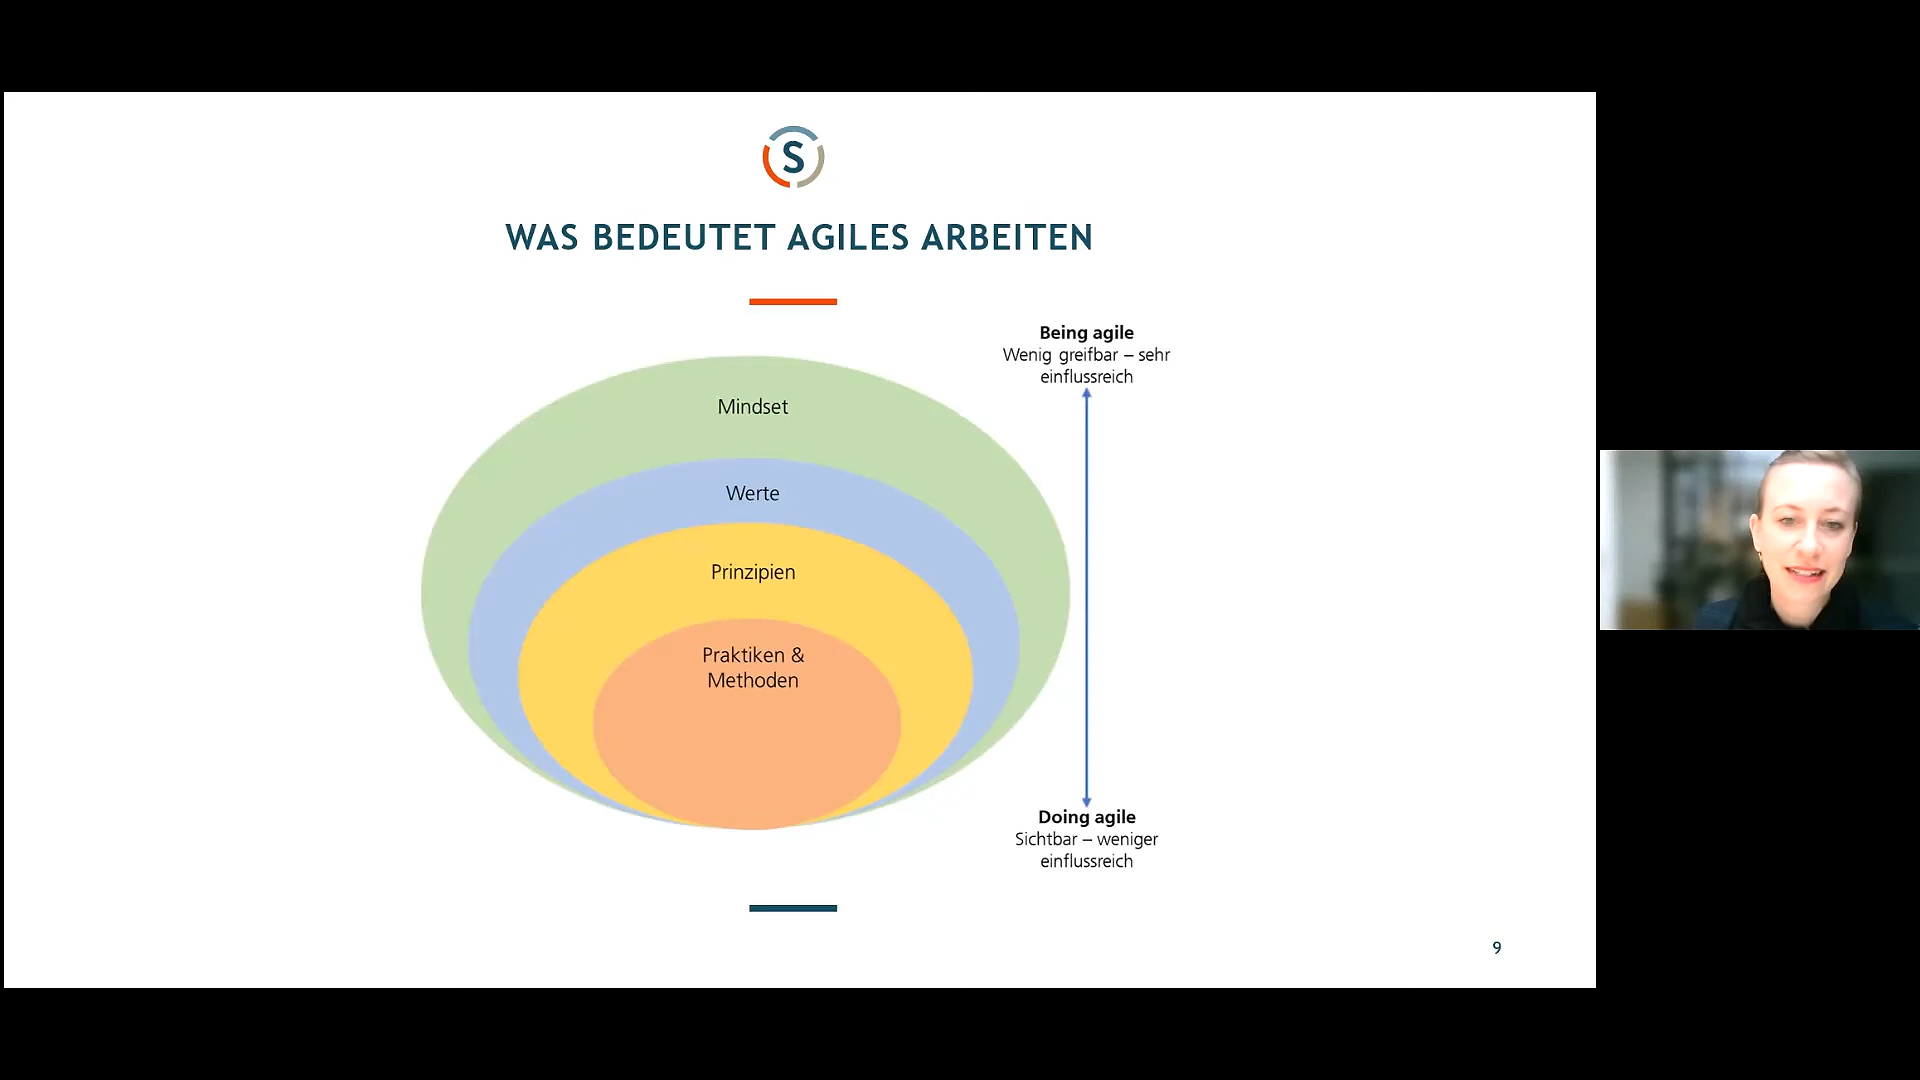 S
WAS BEDEUTET AGILES ARBEITEN
Being agile
Wenig greifbar – sehr
einflussreich
Mindset
Werte
Prinzipien
Praktiken &
Methoden
Doing agile
Sichtbar – weniger
einflussreich
9